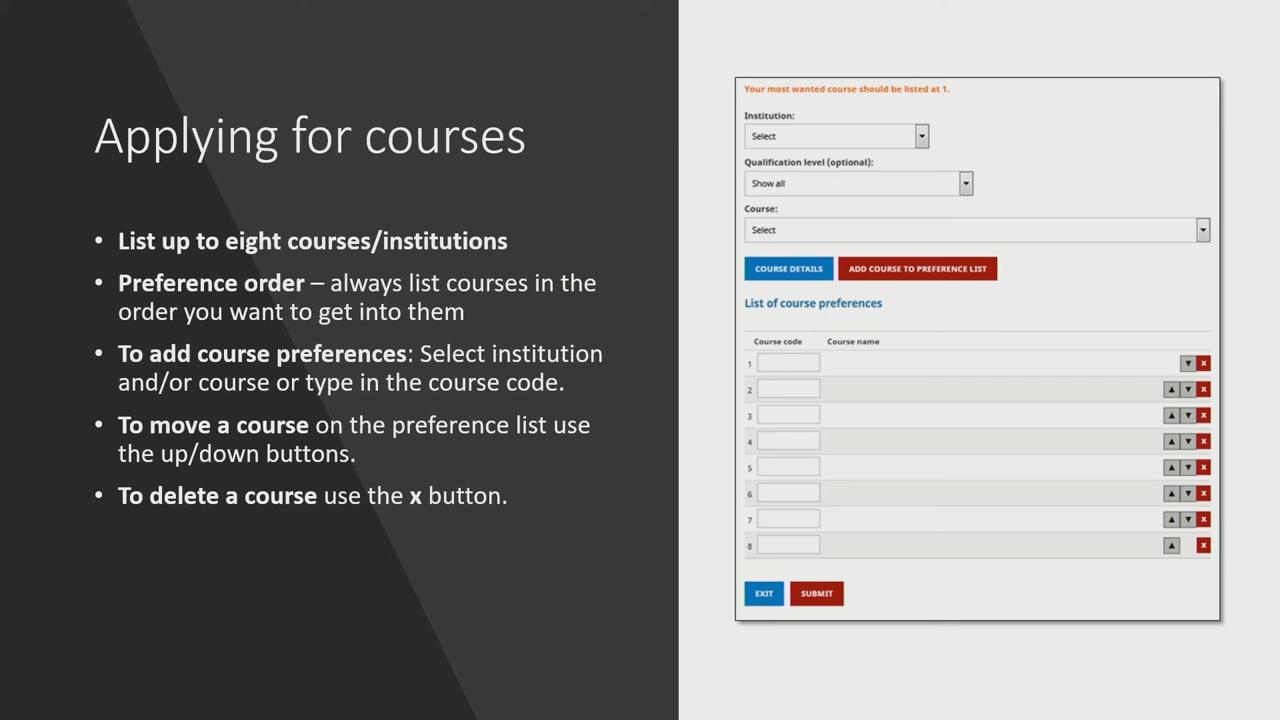 Applying for courses
• List up to eight courses/institutions
• Preference order – always list courses in the
order you want to get into them
• To add course preferences: Select institution
and/or course or type in the course code.
• To move a course on the preference list use
the up/down buttons.
• To delete a course use the x button.
Your most wanted course should be listed at 1.
Institution:
Select
Qualification level (optional):
Show all
Course:
Select
COURSE DETAILS ADD COURSE TO PREFERENCE LIST
List of course preferences
Course code Course name
1 ▼ x
2 ▲ ▼ x
3 ▲ ▼ x
4 ▲ ▼ x
5 ▲ ▼ x
6 ▲ ▼ x
7 ▲ ▼ x
8 ▲ x
EXIT SUBMIT